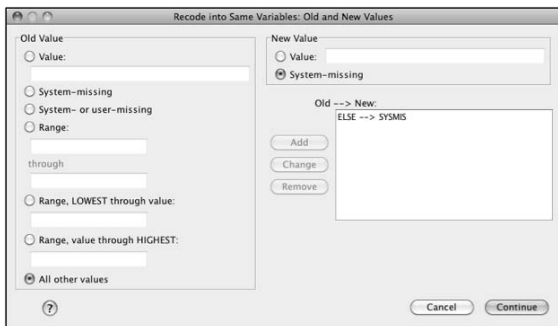 Recode into Same Variables: Old and New Values
Old Value
Value:
System-missing
System- or user-missing
Range:
through
Range, LOWEST through value:
Range, value through HIGHEST:
All other values
New Value
Value:
System-missing
Old --> New:
ELSE --> SYSMIS
Add
Change
Remove
?
Cancel
Continue